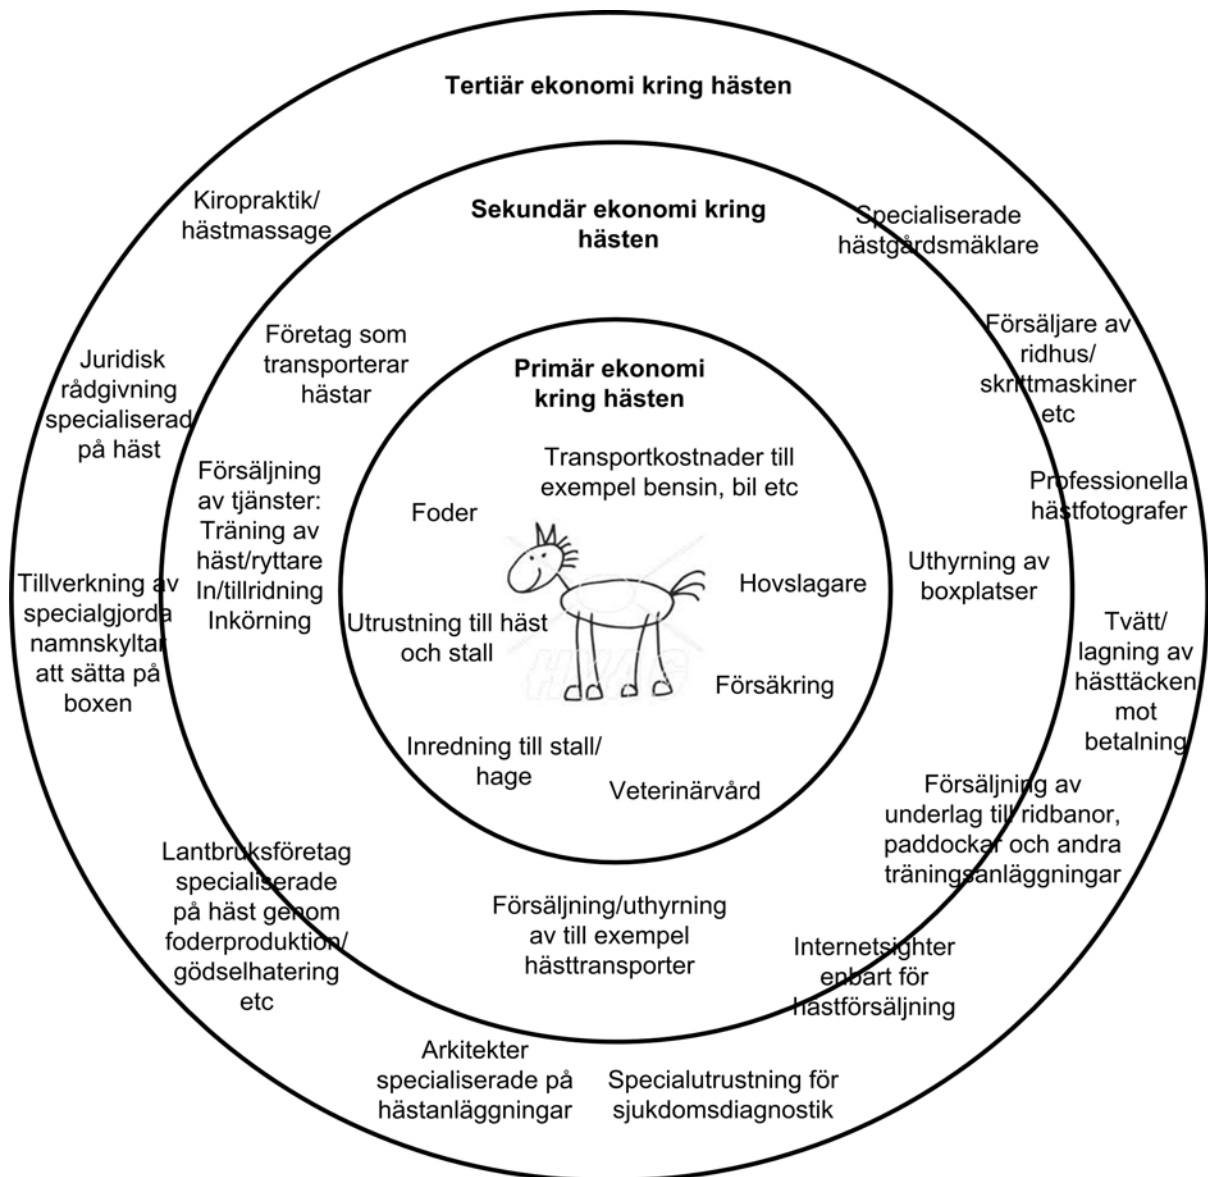 Tertiär ekonomi kring hästen
Kiropraktik/
hästmassage
Sekundär ekonomi kring
hästen
Specialiserade
hästgårdsmäklare
Företag som
transporterar
hästar
Försäljare av
ridhus/
skrittmaskiner
etc
Juridisk
rådgivning
specialiserad
på häst
Primär ekonomi
kring hästen
Försäljning
av tjänster:
Träning av
häst/ryttare
In/tillridning
Inkörning
Transportkostnader till
exempel bensin, bil etc
Professionella
hästfotografer
Foder
Uthyrning av
boxplatser
Hovslagare
Tillverkning av
specialgjorda
namnskyltar
att sätta på
boxen
Utrustning till häst
och stall
Tvätt/
lagning av
hästtäcken
mot
betalning
Försäkring
Inredning till stall/
hage
Veterinärvård
Försäljning av
underlag till ridbanor,
paddockar och andra
träningsanläggningar
Lantbruksföretag
specialiserade
på häst genom
foderproduktion/
gödselhatering
etc
Försäljning/uthyrning
av till exempel
hästtransporter
Internetsighter
enbart för
hästförsäljning
Arkitekter
specialiserade på
hästanläggningar
Specialutrustning för
sjukdomsdiagnostik